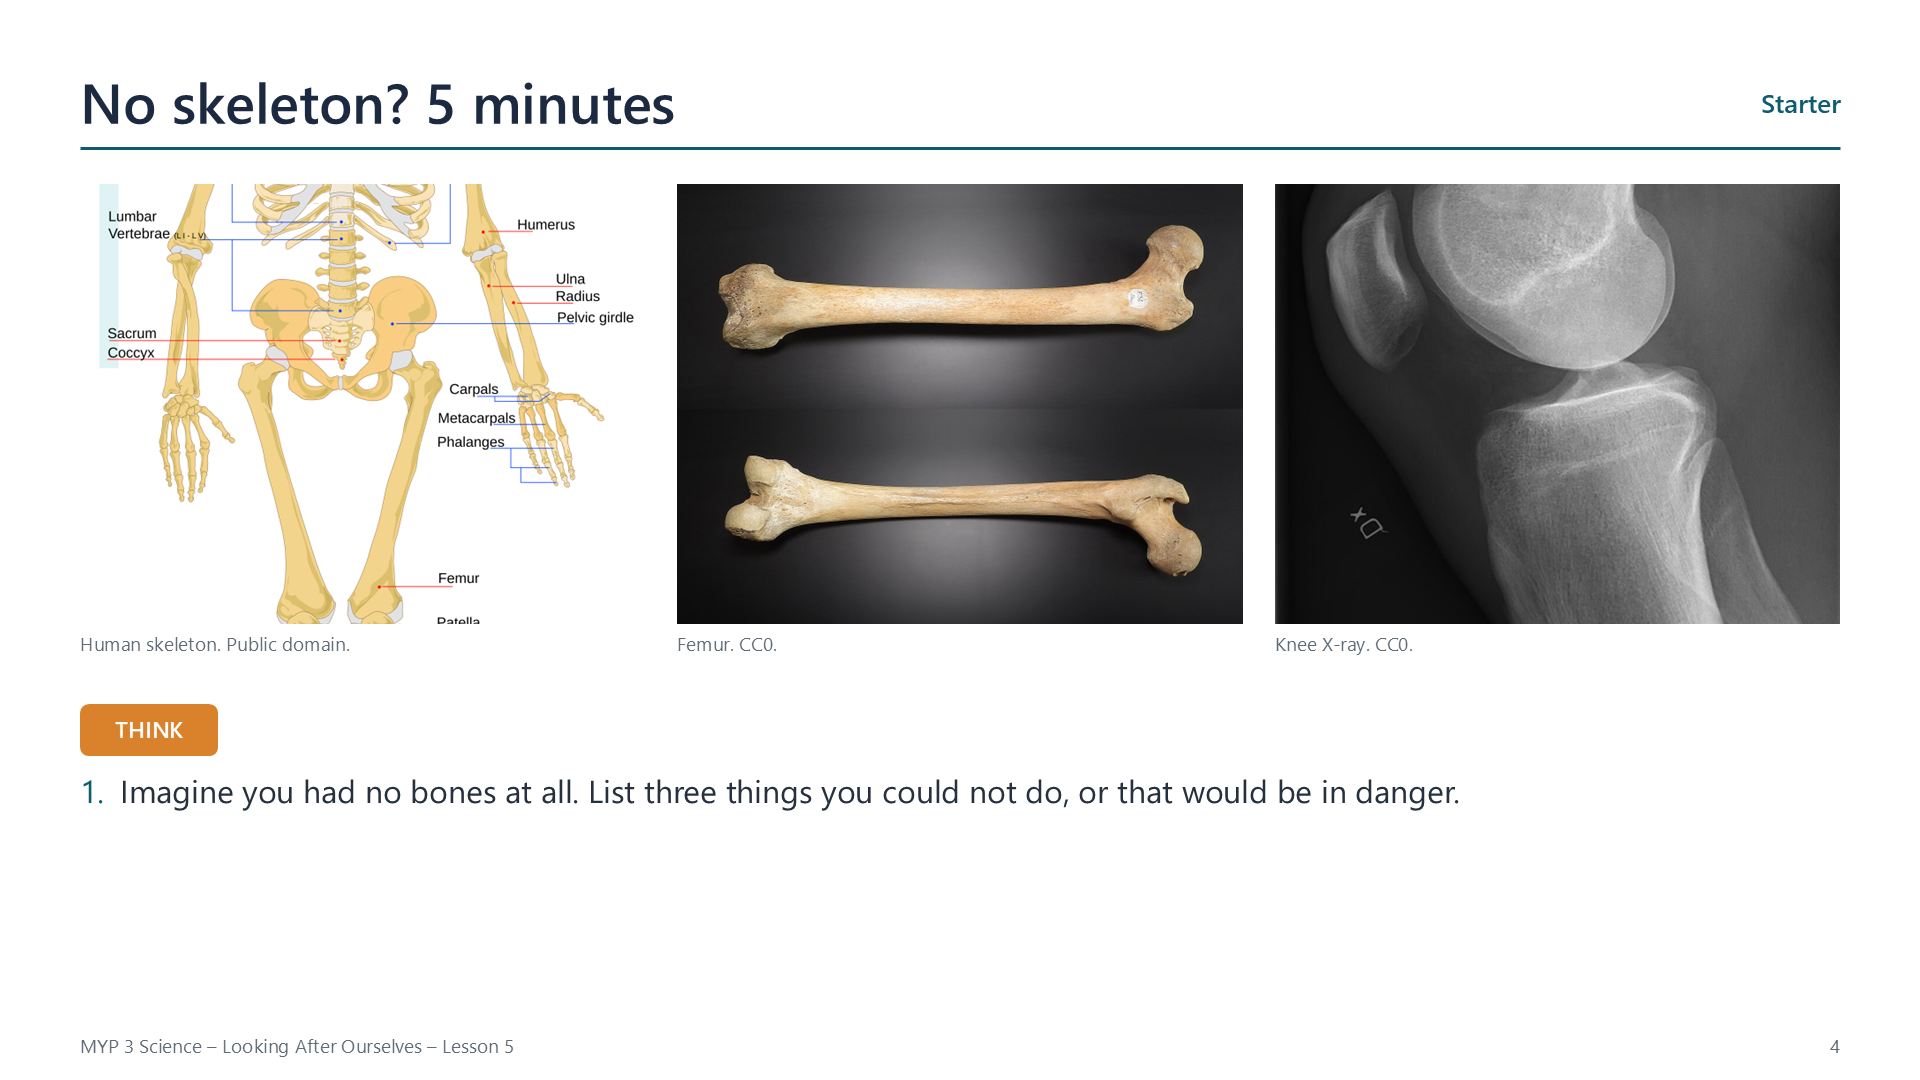 No skeleton? 5 minutes
Starter
Lumbar
Vertebrae (L I - L V)
Sacrum
Coccyx
Humerus
Ulna
Radius
Pelvic girdle
Carpals
Metacarpals
Phalanges
Femur
Patella
D
x
Human skeleton. Public domain.
Femur. CC0.
Knee X-ray. CC0.
THINK
1. Imagine you had no bones at all. List three things you could not do, or that would be in danger.
MYP 3 Science – Looking After Ourselves – Lesson 5
4